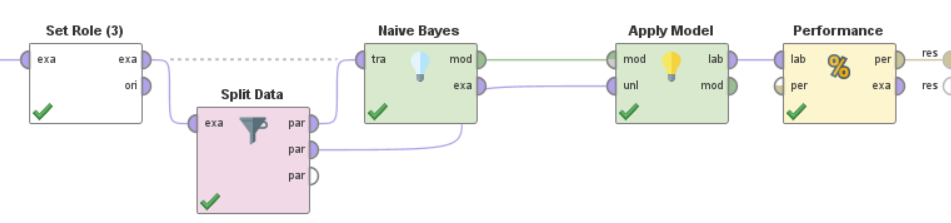 Set Role (3)
exa
exa
ori
Split Data
exa
par
par
par
Naive Bayes
tra
mod
exa
Apply Model
mod
lab
unl
mod
Performance
lab
per
%
per
exa
res
res